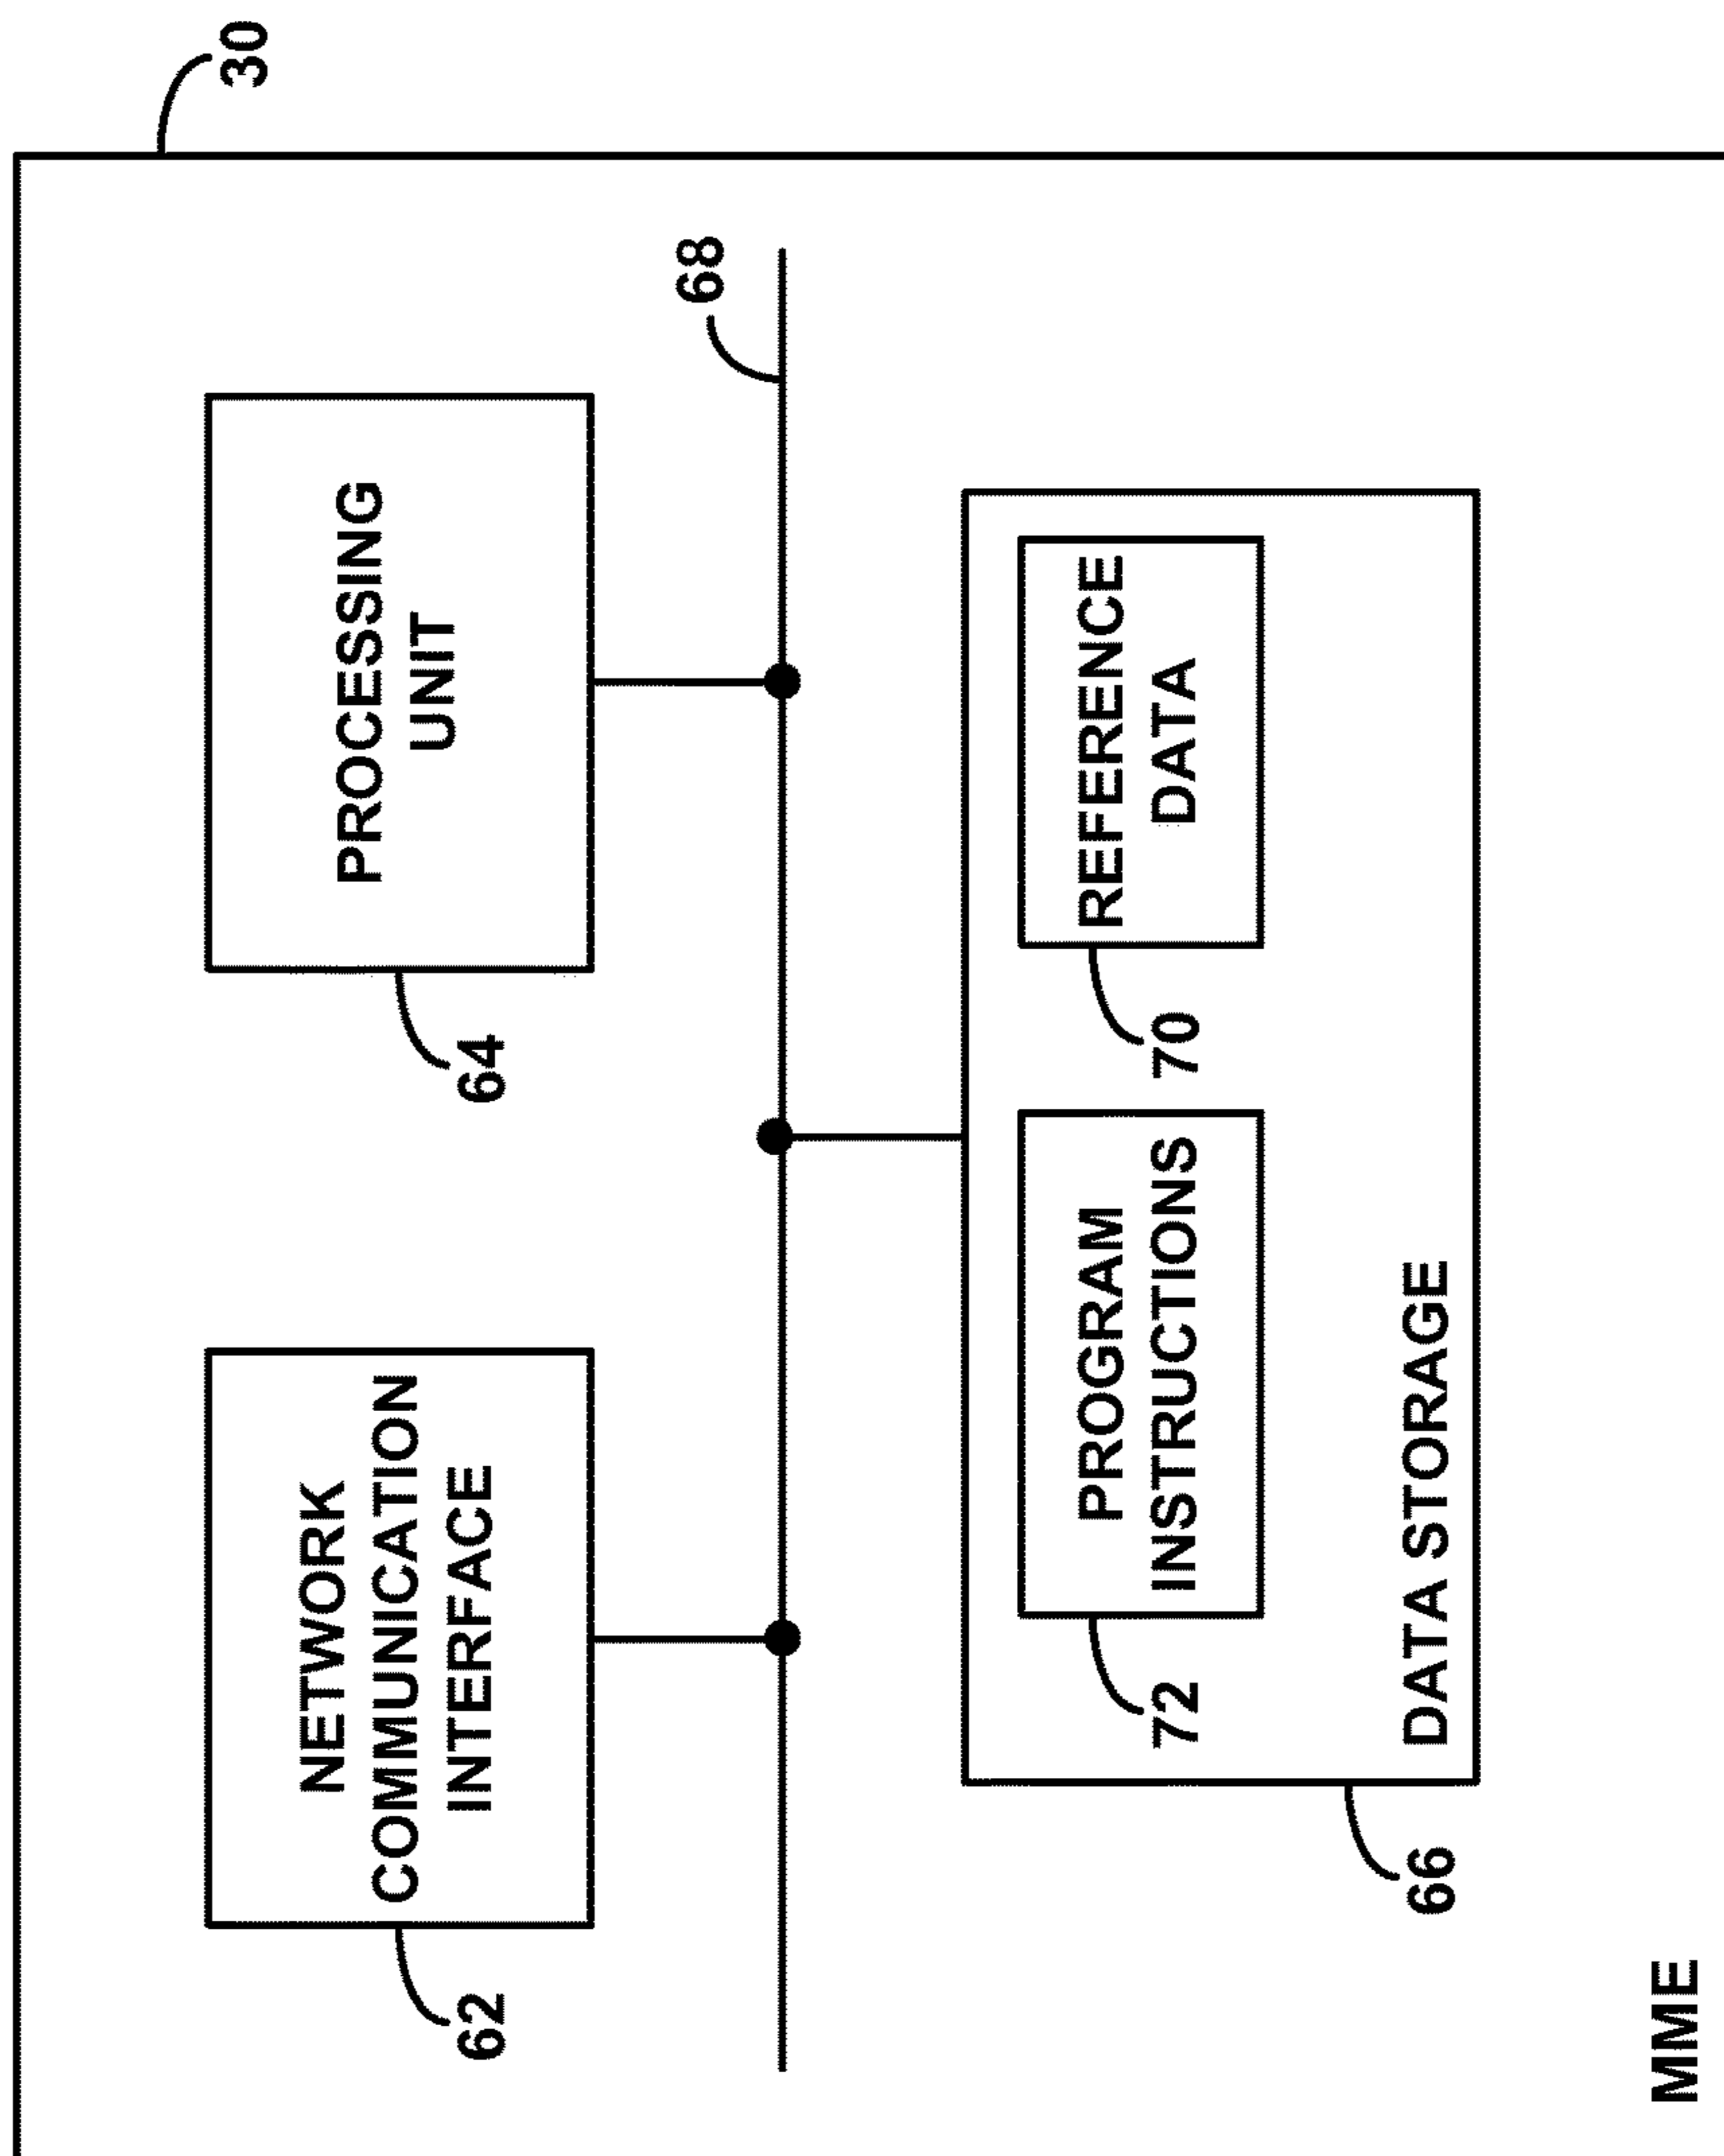 30
NETWORK
COMMUNICATION
INTERFACE
62
PROCESSING
UNIT
64
68
PROGRAM
INSTRUCTIONS
72
REFERENCE
DATA
70
DATA STORAGE
66
MME